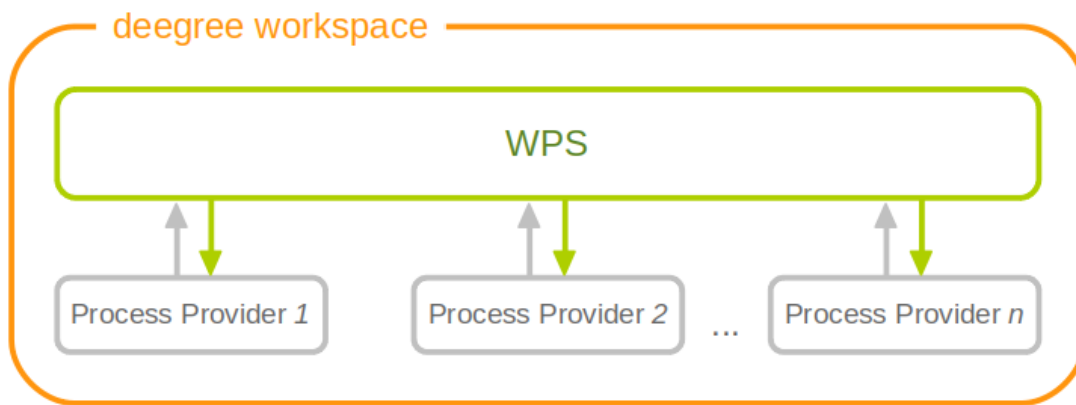 deegree workspace
WPS
Process Provider 1
Process Provider 2
...
Process Provider n